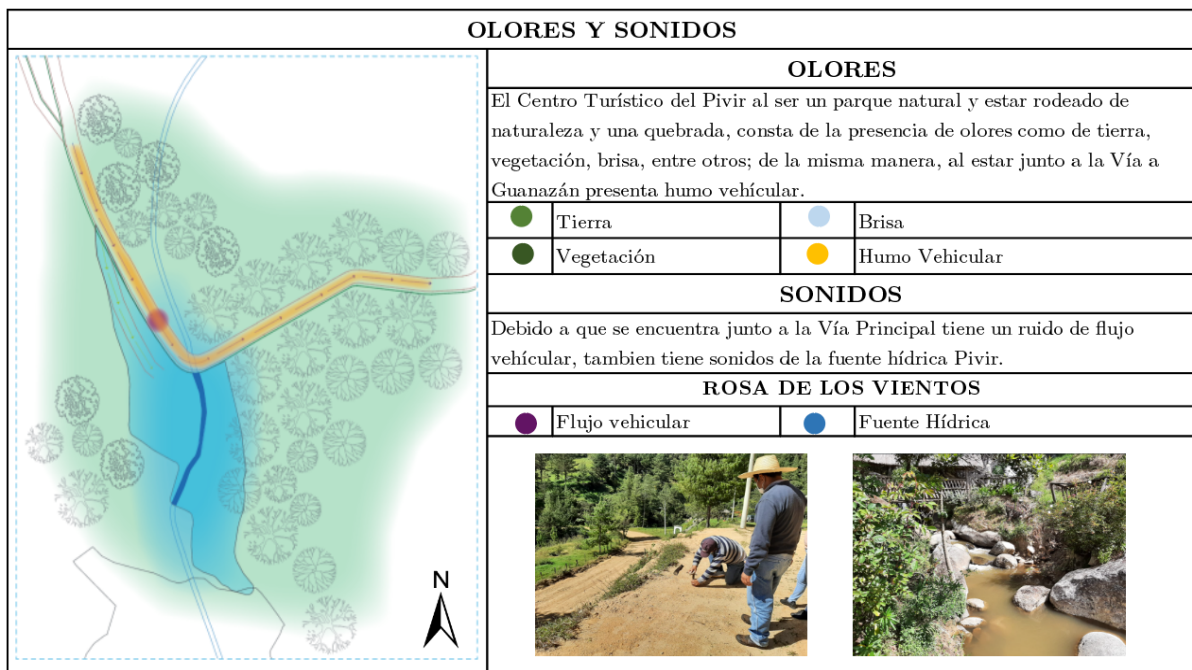 OLORES Y SONIDOS
OLORES
El Centro Turístico del Pivir al ser un parque natural y estar rodeado de
naturaleza y una quebrada, consta de la presencia de olores como de tierra,
vegetación, brisa, entre otros; de la misma manera, al estar junto a la Vía a
Guanazán presenta humo vehícular.
Tierra
Brisa
Vegetación
Humo Vehicular
SONIDOS
Debido a que se encuentra junto a la Vía Principal tiene un ruido de flujo
vehícular, tambien tiene sonidos de la fuente hídrica Pivir.
ROSA DE LOS VIENTOS
Flujo vehicular
Fuente Hídrica
N